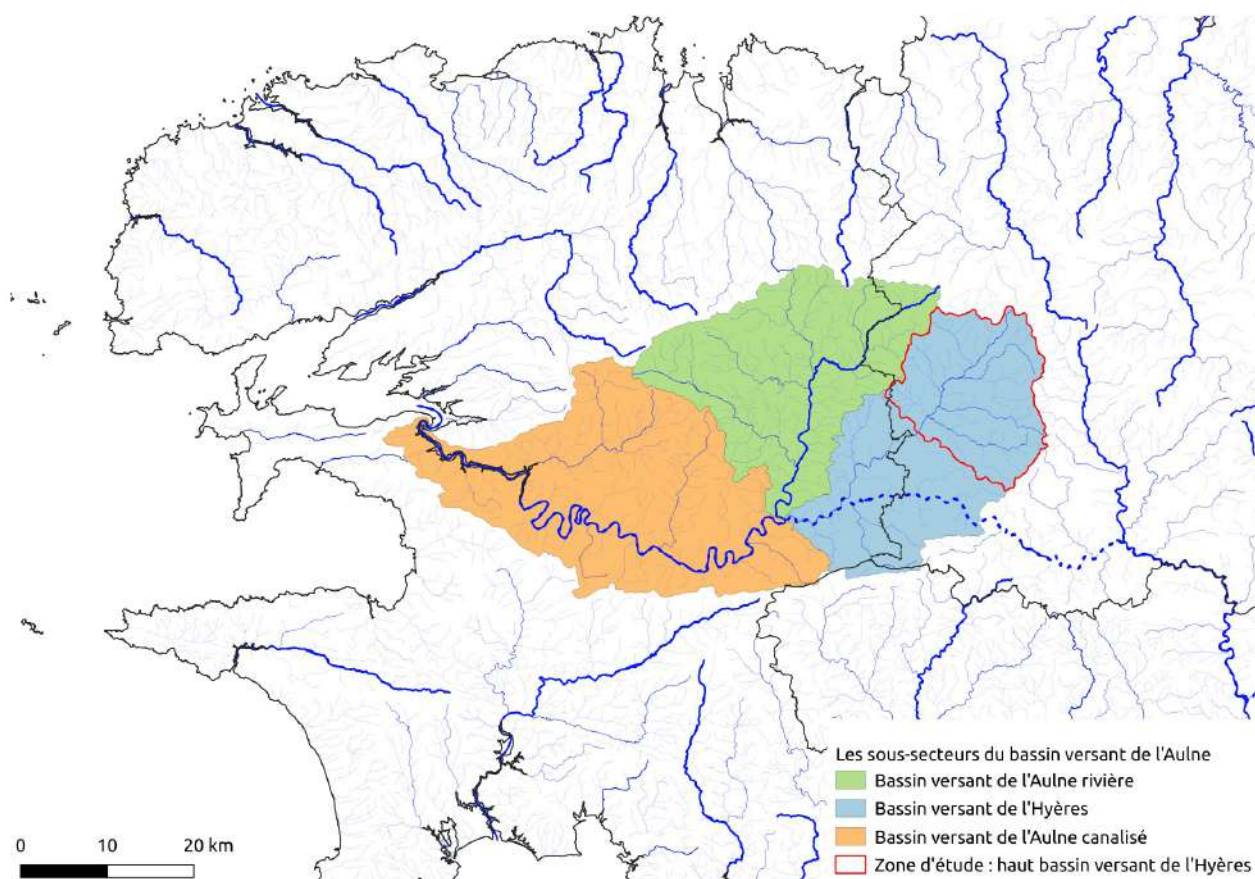 Les sous-secteurs du bassin versant de l'Aulne
Bassin versant de l'Aulne rivière
Bassin versant de l'Hyères
Bassin versant de l'Aulne canalisé
Zone d'étude : haut bassin versant de l'Hyères
0 10 20 km